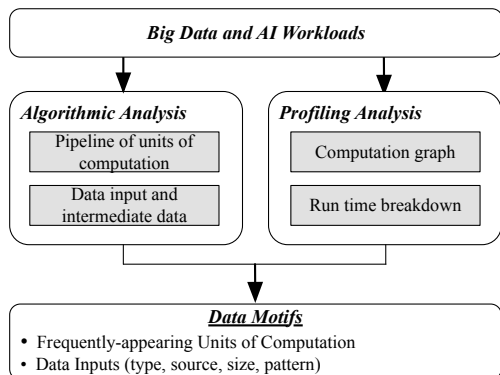 Big Data and AI Workloads
Algorithmic Analysis
Pipeline of units of
computation
Data input and
intermediate data
Profiling Analysis
Computation graph
Run time breakdown
Data Motifs
• Frequently-appearing Units of Computation
• Data Inputs (type, source, size, pattern)